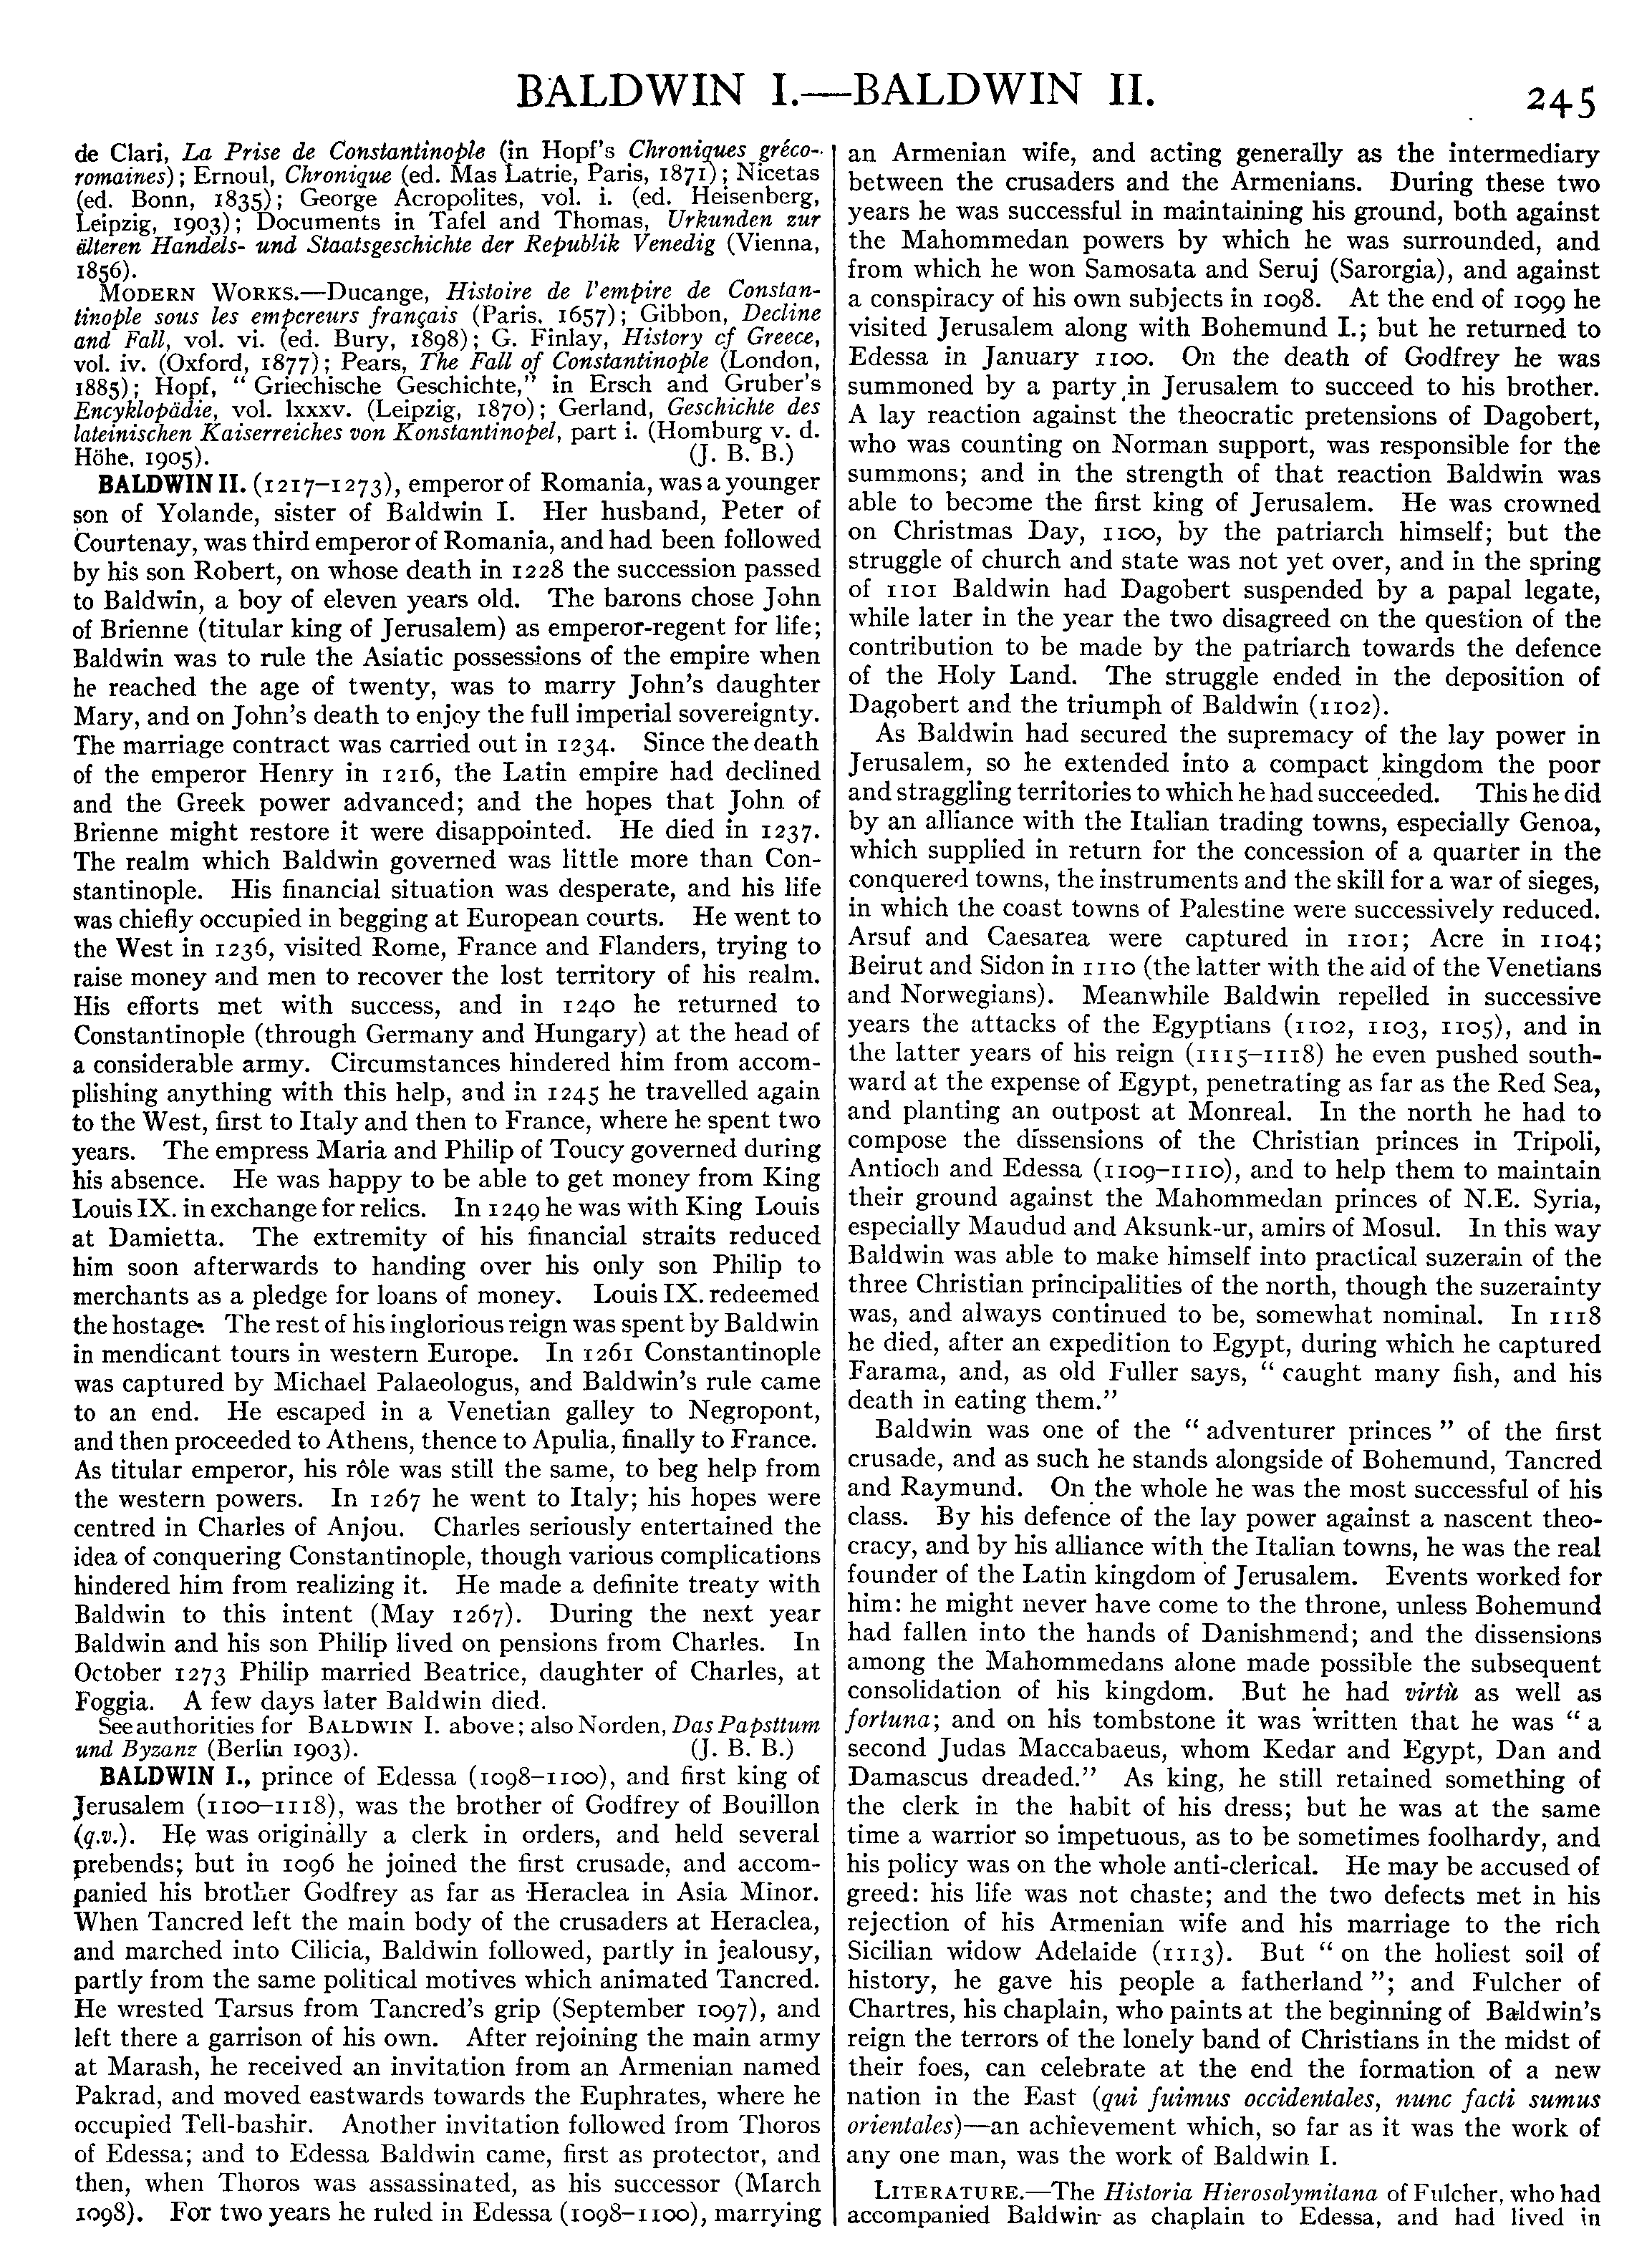 BALDWIN I.—BALDWIN II.
245
de Clari, La Prise de Constantinople (in Hopf's Chroniques gréco-
romaines); Ernoul, Chronique (ed. Mas Latrie, Paris, 1871); Nicetas
(ed. Bonn, 1835); George Acropolites, vol. i. (ed. Heisenberg,
Leipzig, 1903); Documents in Tafel and Thomas, Urkunden zur
älteren Handels- und Staatsgeschichte der Republik Venedig (Vienna,
1856).
MODERN WORKS.—Ducange, Histoire de l'empire de Constan-
tinople sous les empereurs français (Paris, 1657); Gibbon, Decline
and Fall, vol. vi. (ed. Bury, 1898); G. Finlay, History of Greece,
vol. iv. (Oxford, 1877); Pears, The Fall of Constantinople (London,
1885); Hopf, “ Griechische Geschichte,” in Ersch and Gruber's
Encyklopädie, vol. lxxxv. (Leipzig, 1870); Gerland, Geschichte des
lateinischen Kaiserreiches von Konstantinopel, part i. (Homburg v. d.
Höhe, 1905). (J. B. B.)
BALDWIN II. (1217–1273), emperor of Romania, was a younger
son of Yolande, sister of Baldwin I. Her husband, Peter of
Courtenay, was third emperor of Romania, and had been followed
by his son Robert, on whose death in 1228 the succession passed
to Baldwin, a boy of eleven years old. The barons chose John
of Brienne (titular king of Jerusalem) as emperor-regent for life;
Baldwin was to rule the Asiatic possessions of the empire when
he reached the age of twenty, was to marry John's daughter
Mary, and on John's death to enjoy the full imperial sovereignty.
The marriage contract was carried out in 1234. Since the death
of the emperor Henry in 1216, the Latin empire had declined
and the Greek power advanced; and the hopes that John of
Brienne might restore it were disappointed. He died in 1237.
The realm which Baldwin governed was little more than Con-
stantinople. His financial situation was desperate, and his life
was chiefly occupied in begging at European courts. He went to
the West in 1236, visited Rome, France and Flanders, trying to
raise money and men to recover the lost territory of his realm.
His efforts met with success, and in 1240 he returned to
Constantinople (through Germany and Hungary) at the head of
a considerable army. Circumstances hindered him from accom-
plishing anything with this help, and in 1245 he travelled again
to the West, first to Italy and then to France, where he spent two
years. The empress Maria and Philip of Toucy governed during
his absence. He was happy to be able to get money from King
Louis IX. in exchange for relics. In 1249 he was with King Louis
at Damietta. The extremity of his financial straits reduced
him soon afterwards to handing over his only son Philip to
merchants as a pledge for loans of money. Louis IX. redeemed
the hostage. The rest of his inglorious reign was spent by Baldwin
in mendicant tours in western Europe. In 1261 Constantinople
was captured by Michael Palaeologus, and Baldwin's rule came
to an end. He escaped in a Venetian galley to Negropont,
and then proceeded to Athens, thence to Apulia, finally to France.
As titular emperor, his rôle was still the same, to beg help from
the western powers. In 1267 he went to Italy; his hopes were
centred in Charles of Anjou. Charles seriously entertained the
idea of conquering Constantinople, though various complications
hindered him from realizing it. He made a definite treaty with
Baldwin to this intent (May 1267). During the next year
Baldwin and his son Philip lived on pensions from Charles. In
October 1273 Philip married Beatrice, daughter of Charles, at
Foggia. A few days later Baldwin died.
See authorities for BALDWIN I. above; also Norden, Das Papsttum
und Byzanz (Berlin 1903). (J. B. B.)
BALDWIN I., prince of Edessa (1098–1100), and first king of
Jerusalem (1100–1118), was the brother of Godfrey of Bouillon
(q.v.). He was originally a clerk in orders, and held several
prebends; but in 1096 he joined the first crusade, and accom-
panied his brother Godfrey as far as Heraclea in Asia Minor.
When Tancred left the main body of the crusaders at Heraclea,
and marched into Cilicia, Baldwin followed, partly in jealousy,
partly from the same political motives which animated Tancred.
He wrested Tarsus from Tancred's grip (September 1097), and
left there a garrison of his own. After rejoining the main army
at Marash, he received an invitation from an Armenian named
Pakrad, and moved eastwards towards the Euphrates, where he
occupied Tell-bashir. Another invitation followed from Thoros
of Edessa; and to Edessa Baldwin came, first as protector, and
then, when Thoros was assassinated, as his successor (March
1098). For two years he ruled in Edessa (1098–1100), marrying
an Armenian wife, and acting generally as the intermediary
between the crusaders and the Armenians. During these two
years he was successful in maintaining his ground, both against
the Mahommedan powers by which he was surrounded, and
from which he won Samosata and Seruj (Sarorgia), and against
a conspiracy of his own subjects in 1098. At the end of 1099 he
visited Jerusalem along with Bohemund I.; but he returned to
Edessa in January 1100. On the death of Godfrey he was
summoned by a party in Jerusalem to succeed to his brother.
A lay reaction against the theocratic pretensions of Dagobert,
who was counting on Norman support, was responsible for the
summons; and in the strength of that reaction Baldwin was
able to become the first king of Jerusalem. He was crowned
on Christmas Day, 1100, by the patriarch himself; but the
struggle of church and state was not yet over, and in the spring
of 1101 Baldwin had Dagobert suspended by a papal legate,
while later in the year the two disagreed on the question of the
contribution to be made by the patriarch towards the defence
of the Holy Land. The struggle ended in the deposition of
Dagobert and the triumph of Baldwin (1102).
As Baldwin had secured the supremacy of the lay power in
Jerusalem, so he extended into a compact kingdom the poor
and straggling territories to which he had succeeded. This he did
by an alliance with the Italian trading towns, especially Genoa,
which supplied in return for the concession of a quarter in the
conquered towns, the instruments and the skill for a war of sieges,
in which the coast towns of Palestine were successively reduced.
Arsuf and Caesarea were captured in 1101; Acre in 1104;
Beirut and Sidon in 1110 (the latter with the aid of the Venetians
and Norwegians). Meanwhile Baldwin repelled in successive
years the attacks of the Egyptians (1102, 1103, 1105), and in
the latter years of his reign (1115–1118) he even pushed south-
ward at the expense of Egypt, penetrating as far as the Red Sea,
and planting an outpost at Monreal. In the north he had to
compose the dissensions of the Christian princes in Tripoli,
Antioch and Edessa (1109–1110), and to help them to maintain
their ground against the Mahommedan princes of N.E. Syria,
especially Maudud and Aksunk-ur, amirs of Mosul. In this way
Baldwin was able to make himself into practical suzerain of the
three Christian principalities of the north, though the suzerainty
was, and always continued to be, somewhat nominal. In 1118
he died, after an expedition to Egypt, during which he captured
Farama, and, as old Fuller says, “ caught many fish, and his
death in eating them.”
Baldwin was one of the “ adventurer princes ” of the first
crusade, and as such he stands alongside of Bohemund, Tancred
and Raymund. On the whole he was the most successful of his
class. By his defence of the lay power against a nascent theo-
cracy, and by his alliance with the Italian towns, he was the real
founder of the Latin kingdom of Jerusalem. Events worked for
him: he might never have come to the throne, unless Bohemund
had fallen into the hands of Danishmend; and the dissensions
among the Mahommedans alone made possible the subsequent
consolidation of his kingdom. But he had virtù as well as
fortuna; and on his tombstone it was written that he was “ a
second Judas Maccabaeus, whom Kedar and Egypt, Dan and
Damascus dreaded.” As king, he still retained something of
the clerk in the habit of his dress; but he was at the same
time a warrior so impetuous, as to be sometimes foolhardy, and
his policy was on the whole anti-clerical. He may be accused of
greed: his life was not chaste; and the two defects met in his
rejection of his Armenian wife and his marriage to the rich
Sicilian widow Adelaide (1113). But “ on the holiest soil of
history, he gave his people a fatherland ”; and Fulcher of
Chartres, his chaplain, who paints at the beginning of Baldwin's
reign the terrors of the lonely band of Christians in the midst of
their foes, can celebrate at the end the formation of a new
nation in the East (qui fuimus occidentales, nunc facti sumus
orientales)—an achievement which, so far as it was the work of
any one man, was the work of Baldwin I.
LITERATURE.—The Historia Hierosolymitana of Fulcher, who had
accompanied Baldwin as chaplain to Edessa, and had lived in